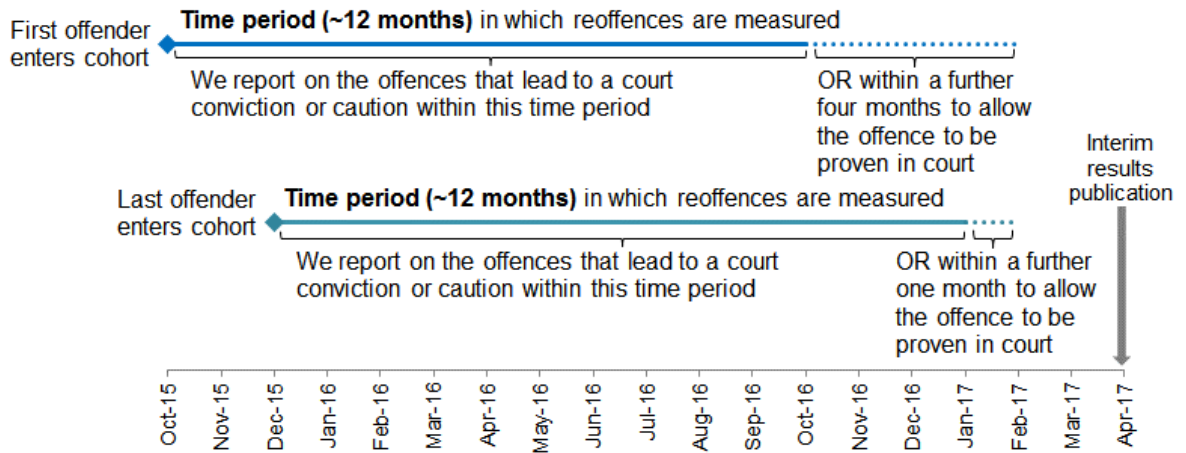 Time period (~12 months) in which reoffences are measured
First offender
enters cohort
We report on the offences that lead to a court
conviction or caution within this time period
OR within a further
four months to allow
the offence to be
proven in court
Interim
results
publication
Last offender
enters cohort
Time period (~12 months) in which reoffences are measured
We report on the offences that lead to a court
conviction or caution within this time period
OR within a further
one month to allow
the offence to be
proven in court
Oct-15
Nov-15
Dec-15
Jan-16
Feb-16
Mar-16
Apr-16
May-16
Jun-16
Jul-16
Aug-16
Sep-16
Oct-16
Nov-16
Dec-16
Jan-17
Feb-17
Mar-17
Apr-17